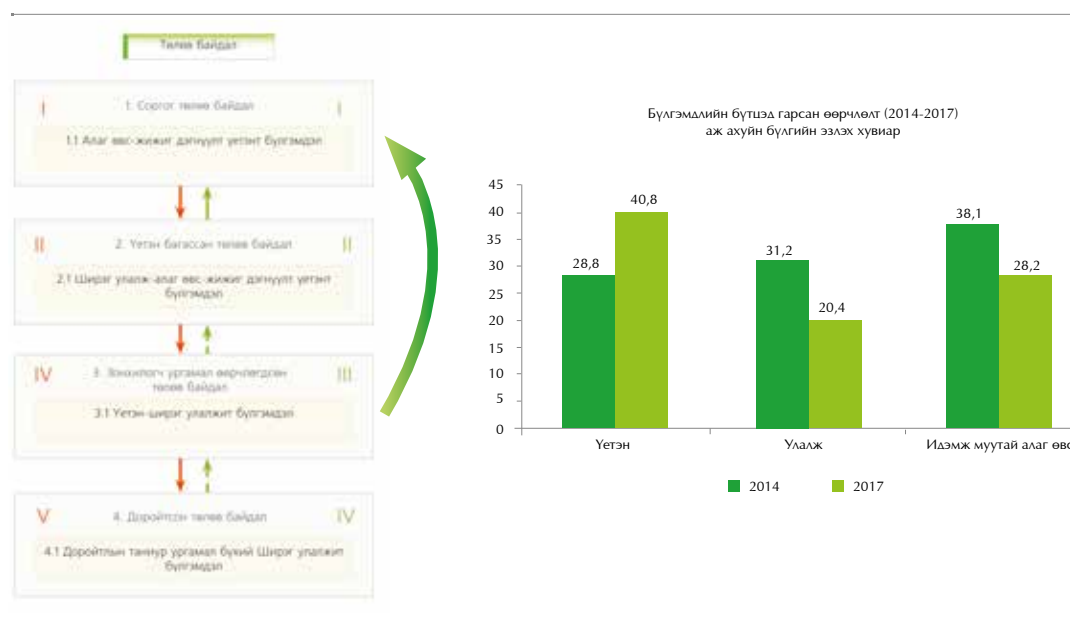 Төлөв байдал
I
1. Соргог төлөв байдал
I
1.1 Алаг өвс-жижиг дэгнүүлт үетэнт бүлгэмдэл
II
2. Үетэн багассан төлөв байдал
II
2.1 Ширэг улалж-алаг өвс-жижиг дэгнүүлт үетэнт
бүлгэмдэл
IV
3. Зонхилогч ургамал өөрчлөгдсөн
төлөв байдал
III
3.1 Үетэн-ширэг улалжит бүлгэмдэл
V
4. Доройтсон төлөв байдал
IV
4.1 Доройтлын таниур ургамал бүхий Ширэг улалжит
бүлгэмдэл
Бүлгэмдлийн бүтцэд гарсан өөрчлөлт (2014-2017)
аж ахуйн бүлгийн эзлэх хувиар
45
40
35
30
25
20
15
10
5
0
28,8
40,8
31,2
20,4
38,1
28,2
Үетэн
Улалж
Идэмж муутай алаг өвс
2014
2017